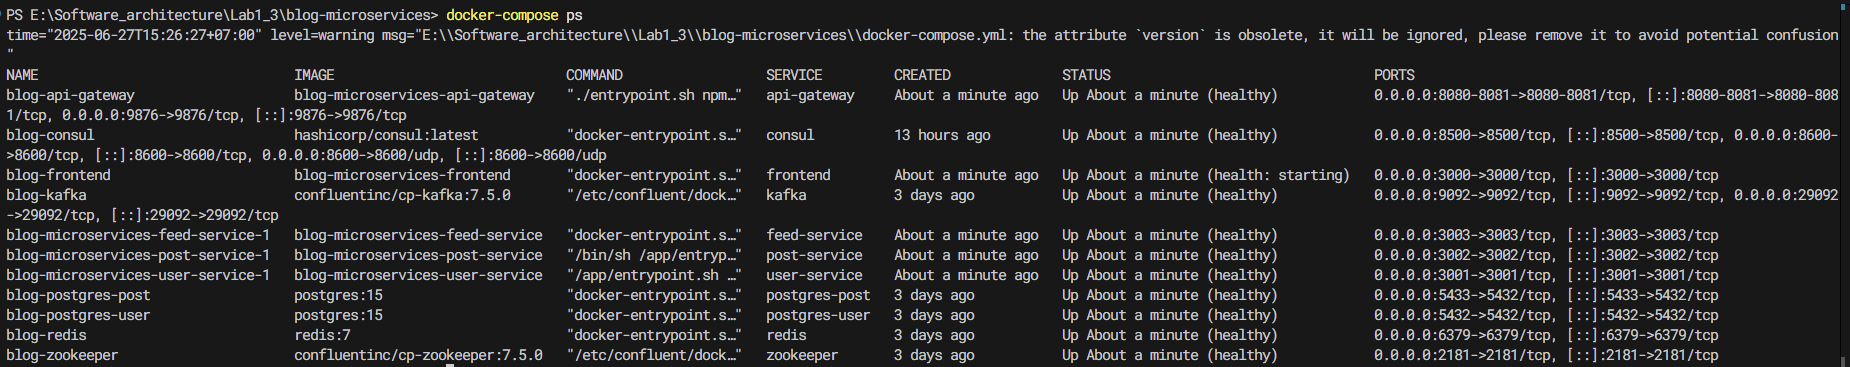 PS E:\Software_architecture\Lab1_3\blog-microservices> docker-compose ps
time="2025-06-27T15:26:27+07:00" level=warning msg="E:\\Software_architecture\\Lab1_3\\blog-microservices\\docker-compose.yml: the attribute `version` is obsolete, it will be ignored, please remove it to avoid potential confusion
"
NAME IMAGE COMMAND SERVICE CREATED STATUS PORTS
blog-api-gateway blog-microservices-api-gateway "./entrypoint.sh npm…" api-gateway About a minute ago Up About a minute (healthy) 0.0.0.0:8080-8081->8080-8081/tcp, [::]:8080-8081->8080-808
1/tcp, 0.0.0.0:9876->9876/tcp, [::]:9876->9876/tcp
blog-consul hashicorp/consul:latest "docker-entrypoint.s…" consul 13 hours ago Up About a minute (healthy) 0.0.0.0:8500->8500/tcp, [::]:8500->8500/tcp, 0.0.0.0:8600-
>8600/tcp, [::]:8600->8600/tcp, 0.0.0.0:8600->8600/udp, [::]:8600->8600/udp
blog-frontend blog-microservices-frontend "docker-entrypoint.s…" frontend About a minute ago Up About a minute (health: starting) 0.0.0.0:3000->3000/tcp, [::]:3000->3000/tcp
blog-kafka confluentinc/cp-kafka:7.5.0 "/etc/confluent/dock…" kafka 3 days ago Up About a minute (healthy) 0.0.0.0:9092->9092/tcp, [::]:9092->9092/tcp, 0.0.0.0:29092
->29092/tcp, [::]:29092->29092/tcp
blog-microservices-feed-service-1 blog-microservices-feed-service "docker-entrypoint.s…" feed-service About a minute ago Up About a minute (healthy) 0.0.0.0:3003->3003/tcp, [::]:3003->3003/tcp
blog-microservices-post-service-1 blog-microservices-post-service "/bin/sh /app/entryp…" post-service About a minute ago Up About a minute (healthy) 0.0.0.0:3002->3002/tcp, [::]:3002->3002/tcp
blog-microservices-user-service-1 blog-microservices-user-service "/app/entrypoint.sh …" user-service About a minute ago Up About a minute (healthy) 0.0.0.0:3001->3001/tcp, [::]:3001->3001/tcp
blog-postgres-post postgres:15 "docker-entrypoint.s…" postgres-post 3 days ago Up About a minute (healthy) 0.0.0.0:5433->5432/tcp, [::]:5433->5432/tcp
blog-postgres-user postgres:15 "docker-entrypoint.s…" postgres-user 3 days ago Up About a minute (healthy) 0.0.0.0:5432->5432/tcp, [::]:5432->5432/tcp
blog-redis redis:7 "docker-entrypoint.s…" redis 3 days ago Up About a minute (healthy) 0.0.0.0:6379->6379/tcp, [::]:6379->6379/tcp
blog-zookeeper confluentinc/cp-zookeeper:7.5.0 "/etc/confluent/dock…" zookeeper 3 days ago Up About a minute (healthy) 0.0.0.0:2181->2181/tcp, [::]:2181->2181/tcp